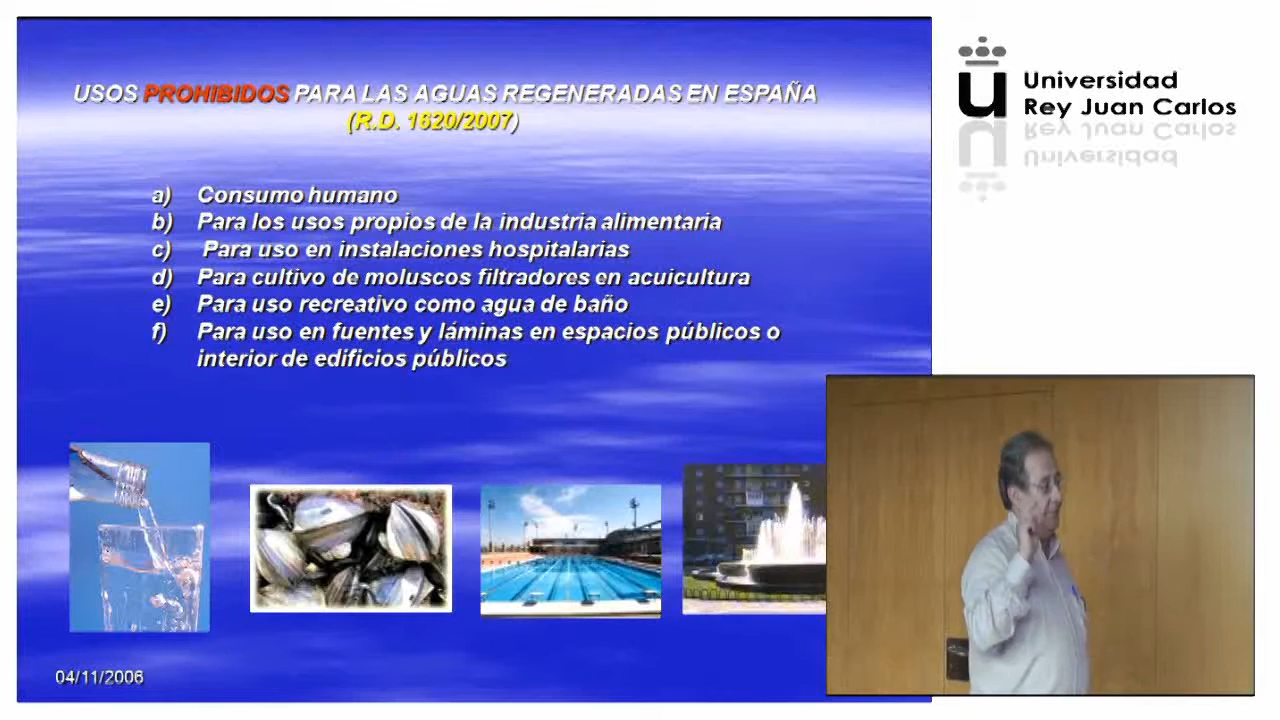 USOS PROHIBIDOS PARA LAS AGUAS REGENERADAS EN ESPAÑA
(R.D. 1620/2007)
a) Consumo humano
b) Para los usos propios de la industria alimentaria
c) Para uso en instalaciones hospitalarias
d) Para cultivo de moluscos filtradores en acuicultura
e) Para uso recreativo como agua de baño
f) Para uso en fuentes y láminas en espacios públicos o
interior de edificios públicos
04/11/2006
u
Universidad
Rey Juan Carlos